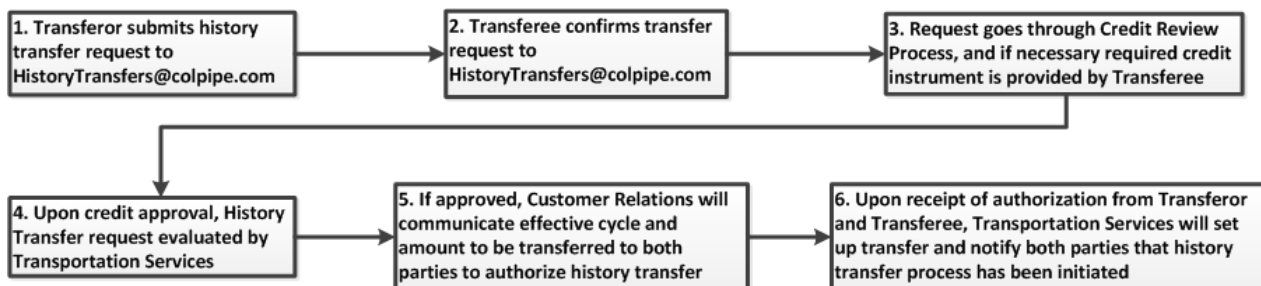 1. Transferor submits history
transfer request to
HistoryTransfers@colpipe.com
2. Transferee confirms transfer
request to
HistoryTransfers@colpipe.com
3. Request goes through Credit Review
Process, and if necessary required credit
instrument is provided by Transferee
4. Upon credit approval, History
Transfer request evaluated by
Transportation Services
5. If approved, Customer Relations will
communicate effective cycle and
amount to be transferred to both
parties to authorize history transfer
6. Upon receipt of authorization from Transferor
and Transferee, Transportation Services will set
up transfer and notify both parties that history
transfer process has been initiated